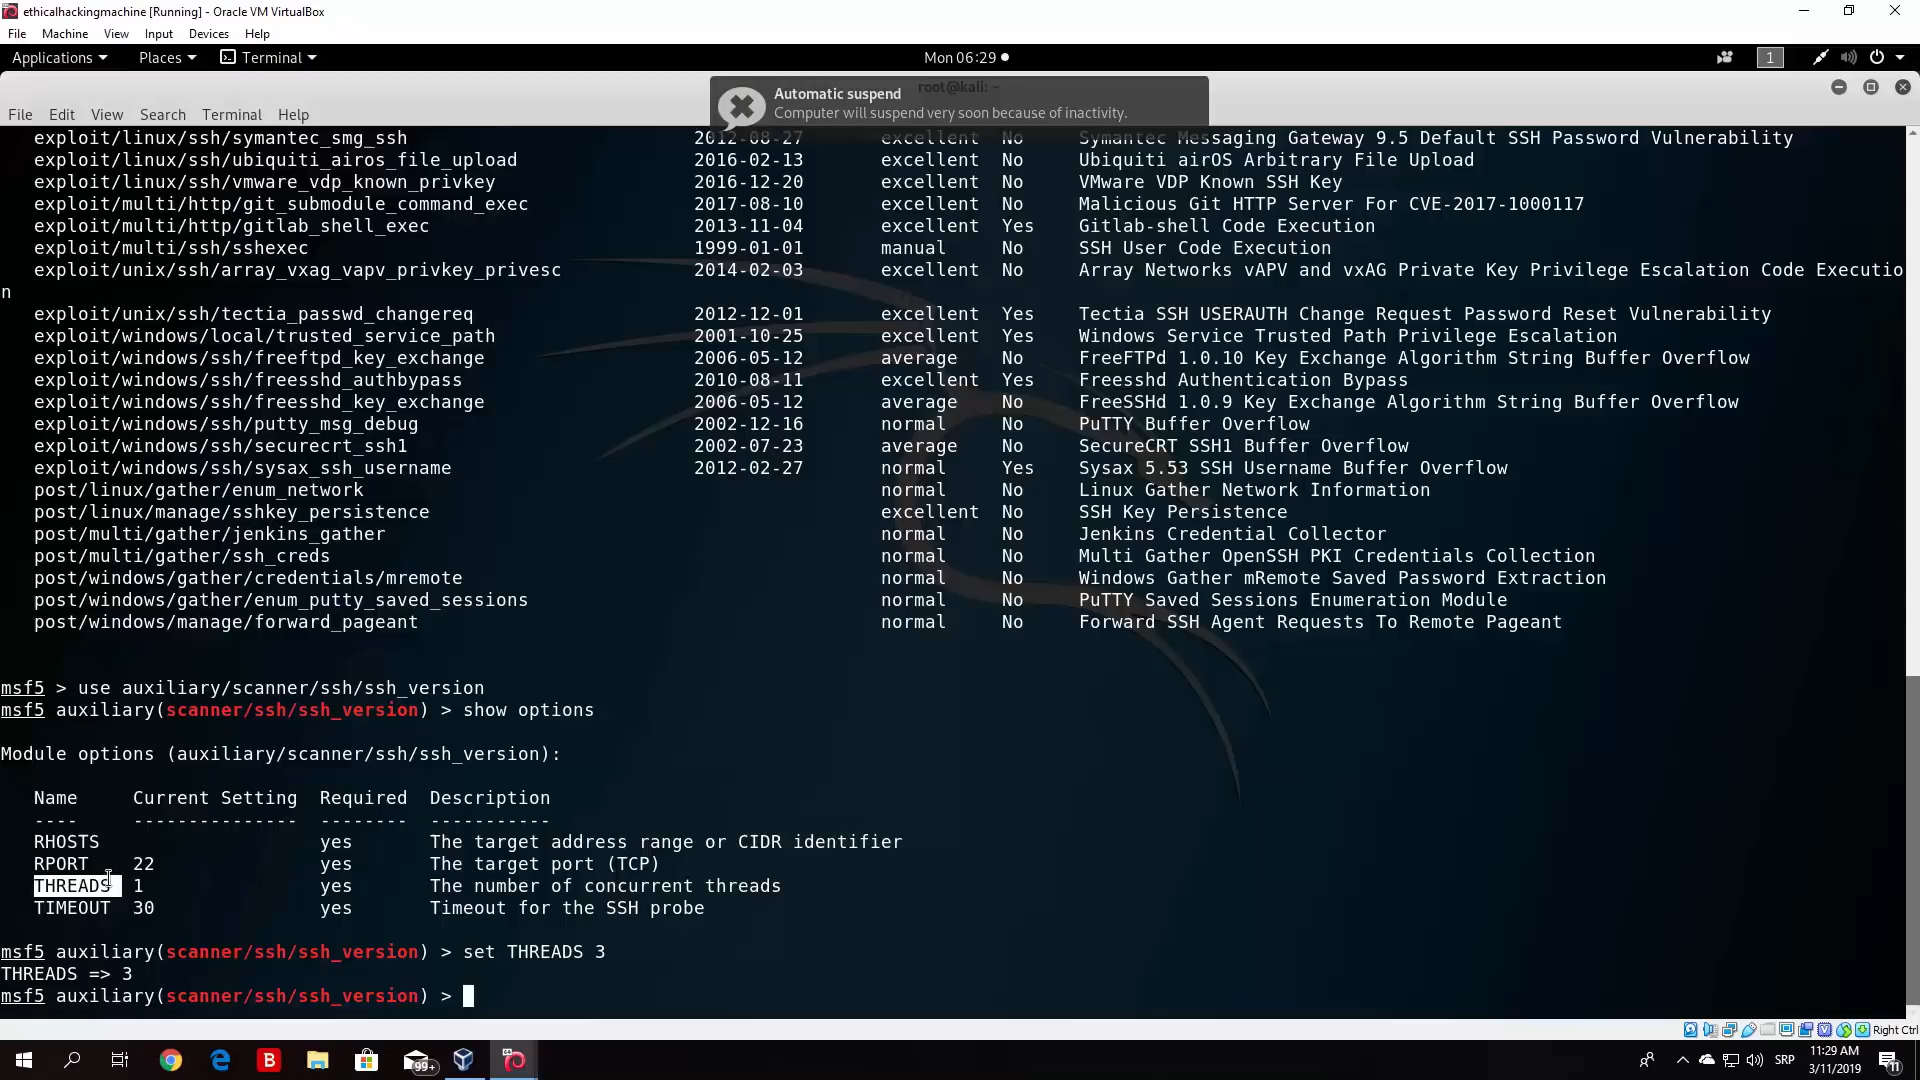 ethicalhackingmachine [Running] - Oracle VM VirtualBox
File Machine View Input Devices Help
Applications Places Terminal Mon 06:29 1
root@kali: ~
Automatic suspend
Computer will suspend very soon because of inactivity.
File Edit View Search Terminal Help
exploit/linux/ssh/symantec_smg_ssh 2012-08-27 excellent No Symantec Messaging Gateway 9.5 Default SSH Password Vulnerability
exploit/linux/ssh/ubiquiti_airos_file_upload 2016-02-13 excellent No Ubiquiti airOS Arbitrary File Upload
exploit/linux/ssh/vmware_vdp_known_privkey 2016-12-20 excellent No VMware VDP Known SSH Key
exploit/multi/http/git_submodule_command_exec 2017-08-10 excellent No Malicious Git HTTP Server For CVE-2017-1000117
exploit/multi/http/gitlab_shell_exec 2013-11-04 excellent Yes Gitlab-shell Code Execution
exploit/multi/ssh/sshexec 1999-01-01 manual No SSH User Code Execution
exploit/unix/ssh/array_vxag_vapv_privkey_privesc 2014-02-03 excellent No Array Networks vAPV and vxAG Private Key Privilege Escalation Code Executio
n
exploit/unix/ssh/tectia_passwd_changereq 2012-12-01 excellent Yes Tectia SSH USERAUTH Change Request Password Reset Vulnerability
exploit/windows/local/trusted_service_path 2001-10-25 excellent Yes Windows Service Trusted Path Privilege Escalation
exploit/windows/ssh/freeftpd_key_exchange 2006-05-12 average No FreeFTPd 1.0.10 Key Exchange Algorithm String Buffer Overflow
exploit/windows/ssh/freesshd_authbypass 2010-08-11 excellent Yes Freesshd Authentication Bypass
exploit/windows/ssh/freesshd_key_exchange 2006-05-12 average No FreeSSHd 1.0.9 Key Exchange Algorithm String Buffer Overflow
exploit/windows/ssh/putty_msg_debug 2002-12-16 normal No PuTTY Buffer Overflow
exploit/windows/ssh/securecrt_ssh1 2002-07-23 average No SecureCRT SSH1 Buffer Overflow
exploit/windows/ssh/sysax_ssh_username 2012-02-27 normal Yes Sysax 5.53 SSH Username Buffer Overflow
post/linux/gather/enum_network normal No Linux Gather Network Information
post/linux/manage/sshkey_persistence excellent No SSH Key Persistence
post/multi/gather/jenkins_gather normal No Jenkins Credential Collector
post/multi/gather/ssh_creds normal No Multi Gather OpenSSH PKI Credentials Collection
post/windows/gather/credentials/mremote normal No Windows Gather mRemote Saved Password Extraction
post/windows/gather/enum_putty_saved_sessions normal No PuTTY Saved Sessions Enumeration Module
post/windows/manage/forward_pageant normal No Forward SSH Agent Requests To Remote Pageant
msf5 > use auxiliary/scanner/ssh/ssh_version
msf5 auxiliary(scanner/ssh/ssh_version) > show options
Module options (auxiliary/scanner/ssh/ssh_version):
Name Current Setting Required Description
---- --------------- -------- -----------
RHOSTS yes The target address range or CIDR identifier
RPORT 22 yes The target port (TCP)
THREADS 1 yes The number of concurrent threads
TIMEOUT 30 yes Timeout for the SSH probe
msf5 auxiliary(scanner/ssh/ssh_version) > set THREADS 3
THREADS => 3
msf5 auxiliary(scanner/ssh/ssh_version) >
Right Ctrl
B 99+ SRP 11:29 AM
3/11/2019 11